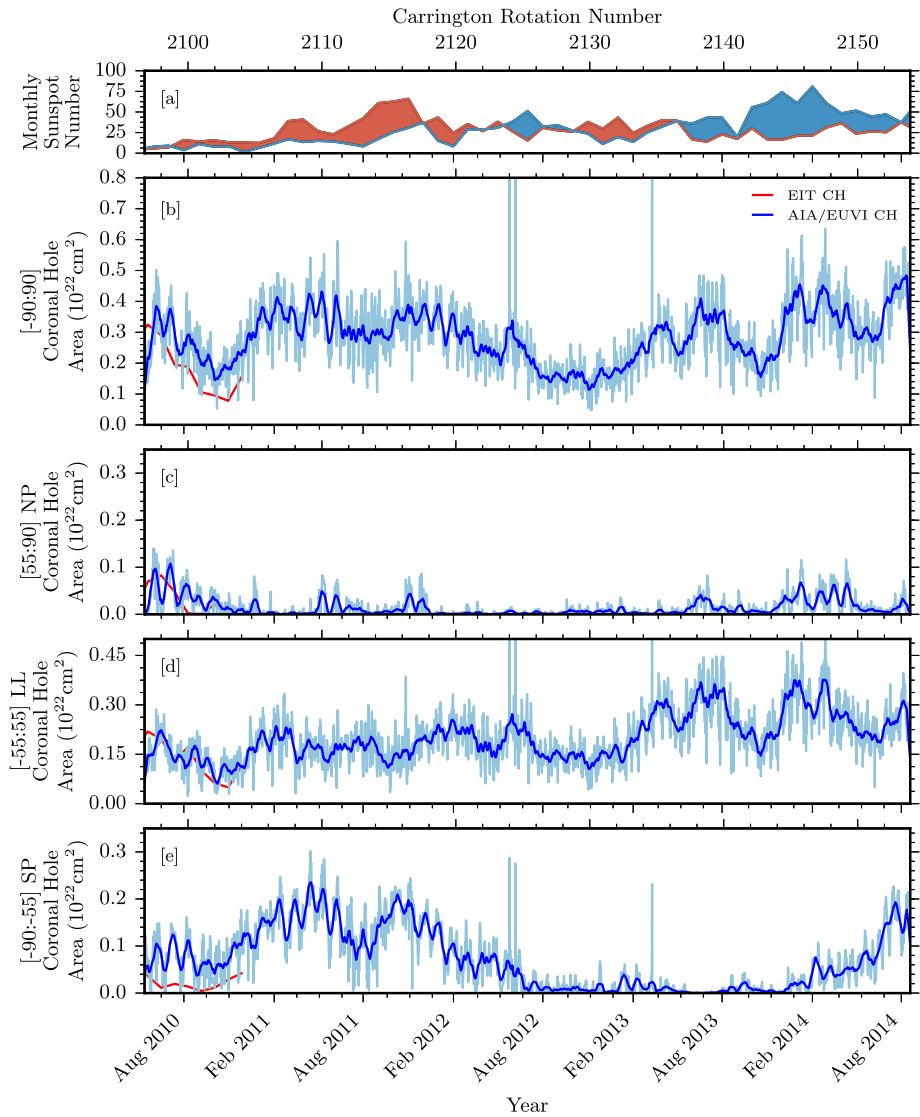 Carrington Rotation Number
2100 2110 2120 2130 2140 2150
Monthly
Sunspot
Number
100
75
50
25
0
[a]
[-90:90]
Coronal Hole
Area (10²²cm²)
0.8
0.7
0.6
0.5
0.4
0.3
0.2
0.1
0.0
[b]
EIT CH
AIA/EUVI CH
[55:90] NP
Coronal Hole
Area (10²²cm²)
0.3
0.2
0.1
0.0
[c]
[-55:55] LL
Coronal Hole
Area (10²²cm²)
0.45
0.30
0.15
0.00
[d]
[-90:-55] SP
Coronal Hole
Area (10²²cm²)
0.3
0.2
0.1
0.0
[e]
Aug 2010 Feb 2011 Aug 2011 Feb 2012 Aug 2012 Feb 2013 Aug 2013 Feb 2014 Aug 2014
Year